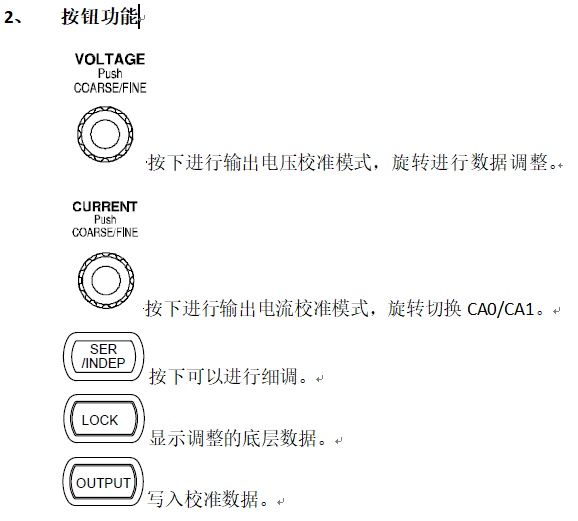 2、 按钮功能
VOLTAGE
Push
COARSE/FINE
按下进行输出电压校准模式，旋转进行数据调整。
CURRENT
Push
COARSE/FINE
按下进行输出电流校准模式，旋转切换 CA0/CA1。
SER
/INDEP
按下可以进行细调。
LOCK
显示调整的底层数据。
OUTPUT
写入校准数据。